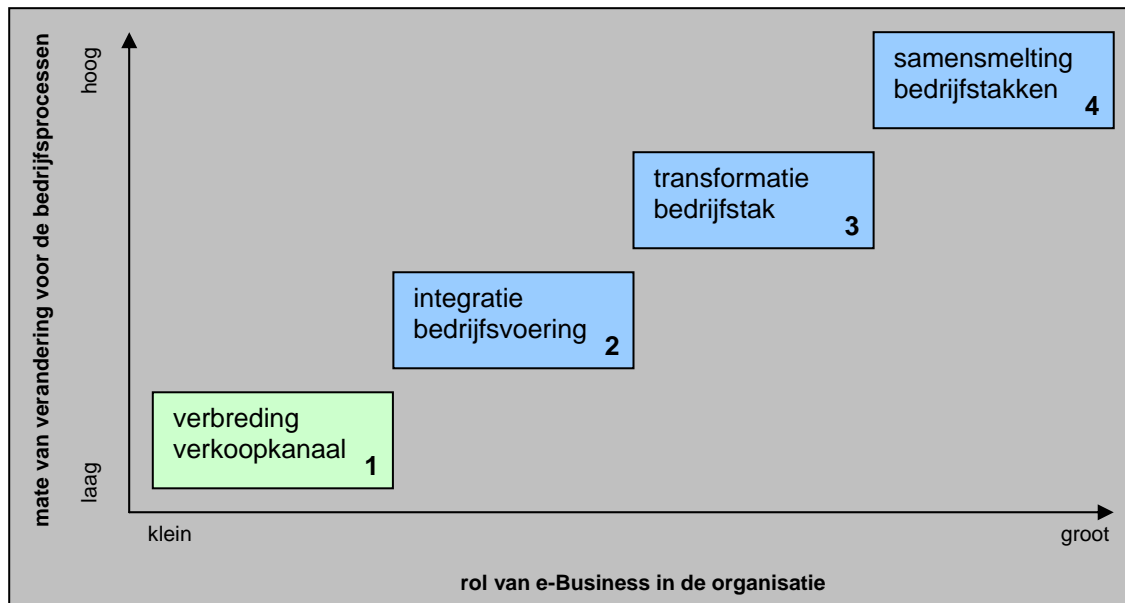 mate van verandering voor de bedrijfsprocessen
hoog
laag
samensmelting
bedrijfstakken
4
transformatie
bedrijfstak
3
integratie
bedrijfsvoering
2
verbreding
verkoopkanaal
1
klein
groot
rol van e-Business in de organisatie